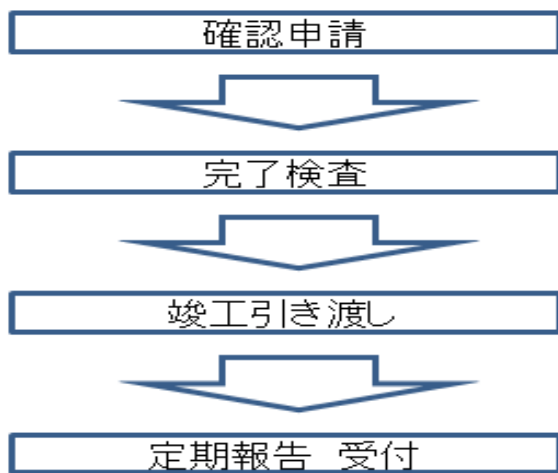 確認申請
完了検査
竣工引き渡し
定期報告　受付